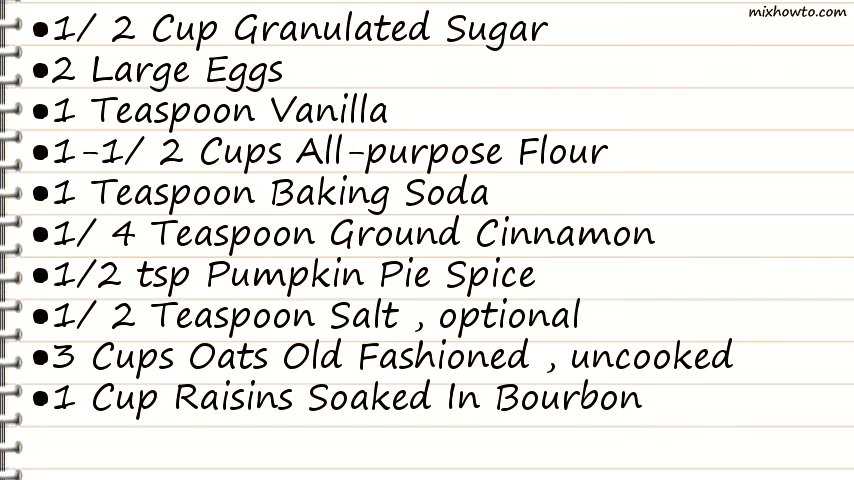 mixhowto.com
•1/ 2 Cup Granulated Sugar
•2 Large Eggs
•1 Teaspoon Vanilla
•1-1/ 2 Cups All-purpose Flour
•1 Teaspoon Baking Soda
•1/ 4 Teaspoon Ground Cinnamon
•1/2 tsp Pumpkin Pie Spice
•1/ 2 Teaspoon Salt , optional
•3 Cups Oats Old Fashioned , uncooked
•1 Cup Raisins Soaked In Bourbon